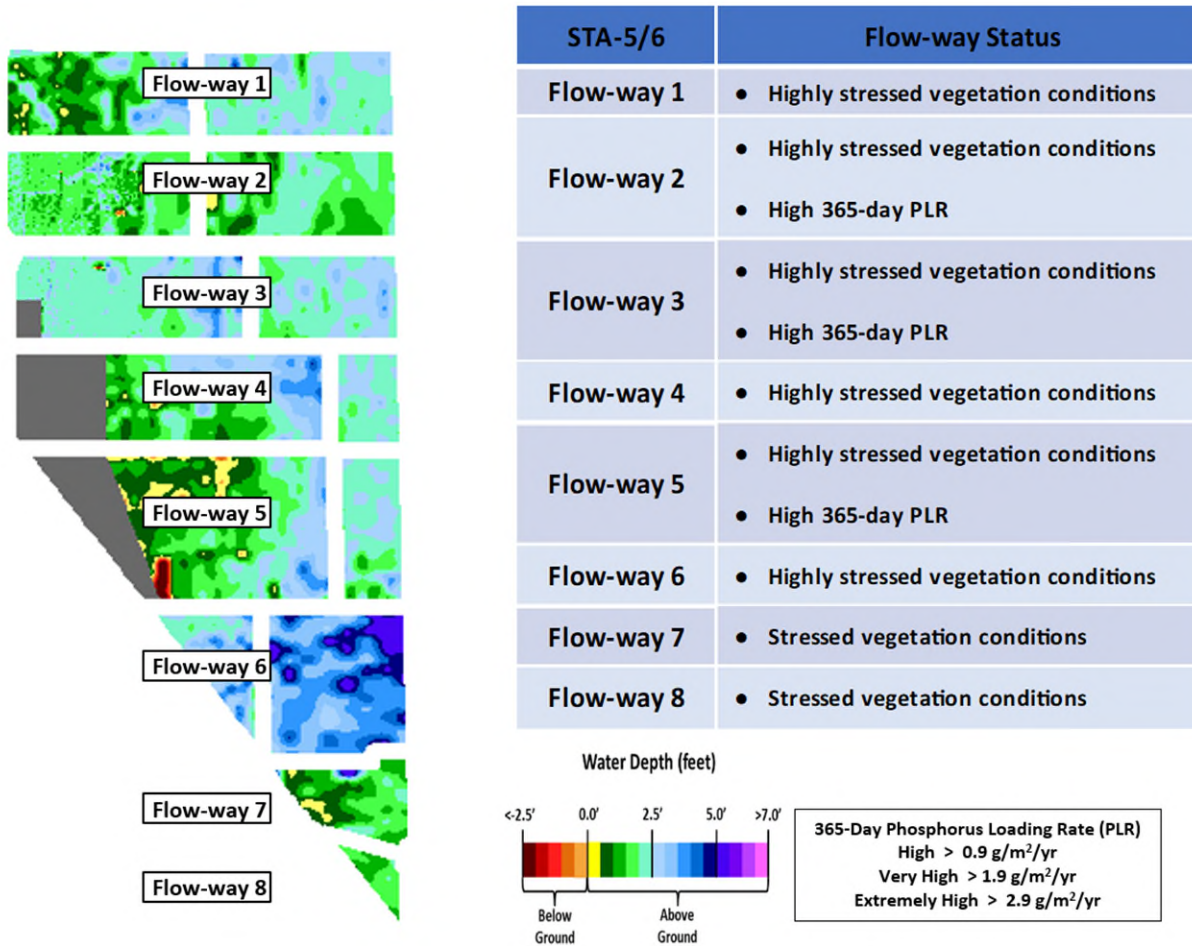 Flow-way 1
Flow-way 2
Flow-way 3
Flow-way 4
Flow-way 5
Flow-way 6
Flow-way 7
Flow-way 8
STA-5/6 Flow-way Status
Flow-way 1 ● Highly stressed vegetation conditions
Flow-way 2 ● Highly stressed vegetation conditions
● High 365-day PLR
Flow-way 3 ● Highly stressed vegetation conditions
● High 365-day PLR
Flow-way 4 ● Highly stressed vegetation conditions
Flow-way 5 ● Highly stressed vegetation conditions
● High 365-day PLR
Flow-way 6 ● Highly stressed vegetation conditions
Flow-way 7 ● Stressed vegetation conditions
Flow-way 8 ● Stressed vegetation conditions
Water Depth (feet)
<-2.5' 0.0' 2.5' 5.0' >7.0'
Below Above
Ground Ground
365-Day Phosphorus Loading Rate (PLR)
High > 0.9 g/m²/yr
Very High > 1.9 g/m²/yr
Extremely High > 2.9 g/m²/yr